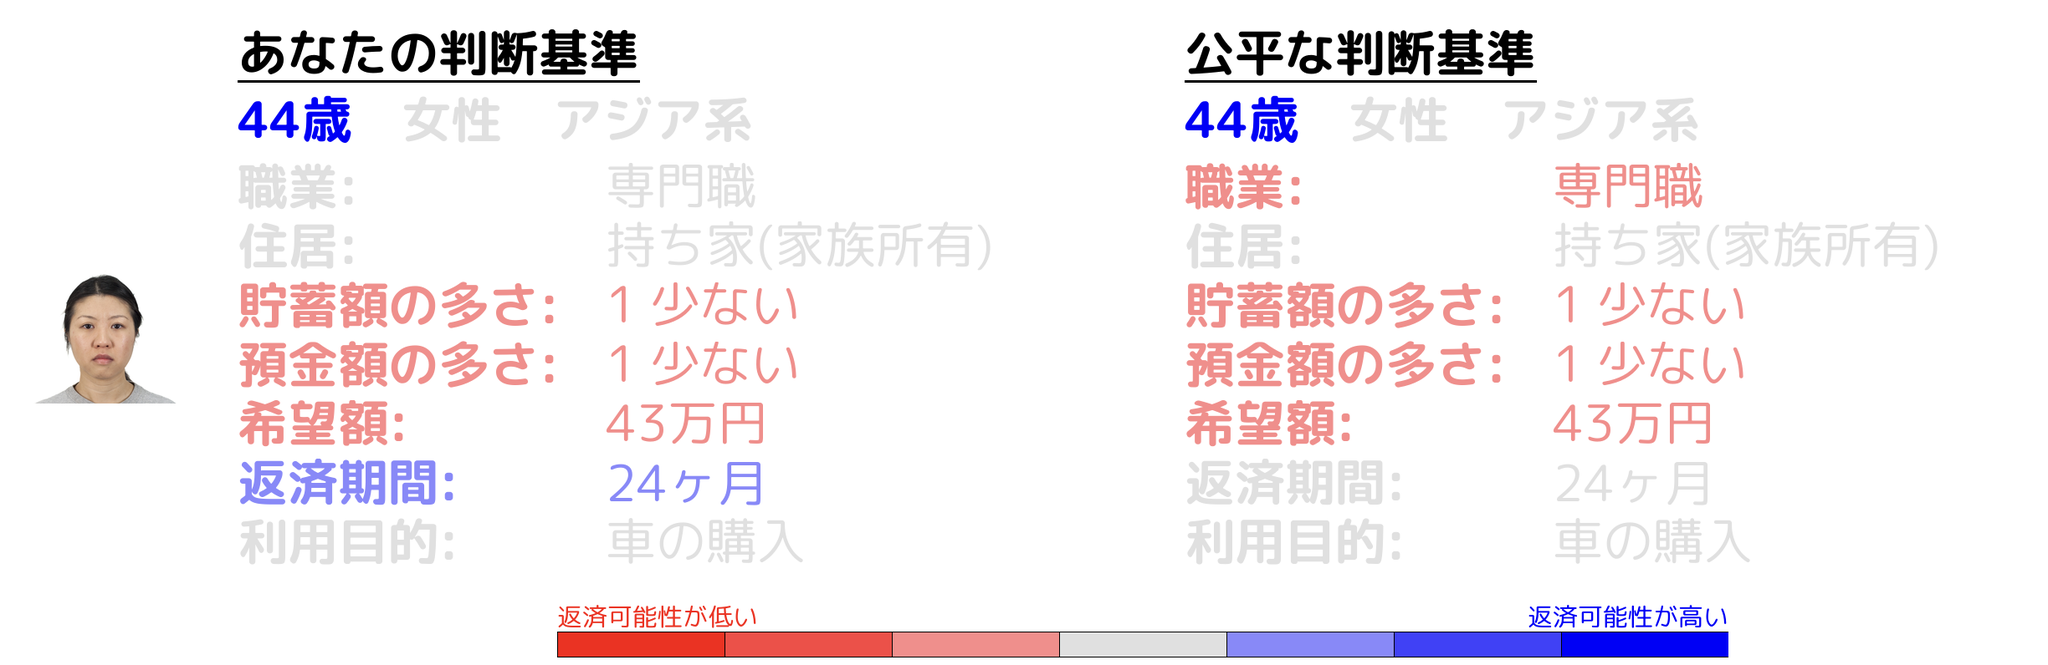 あなたの判断基準
44歳 女性 アジア系
職業: 専門職
住居: 持ち家(家族所有)
貯蓄額の多さ: 1 少ない
預金額の多さ: 1 少ない
希望額: 43万円
返済期間: 24ヶ月
利用目的: 車の購入
公平な判断基準
44歳 女性 アジア系
職業: 専門職
住居: 持ち家(家族所有)
貯蓄額の多さ: 1 少ない
預金額の多さ: 1 少ない
希望額: 43万円
返済期間: 24ヶ月
利用目的: 車の購入
返済可能性が低い 返済可能性が高い